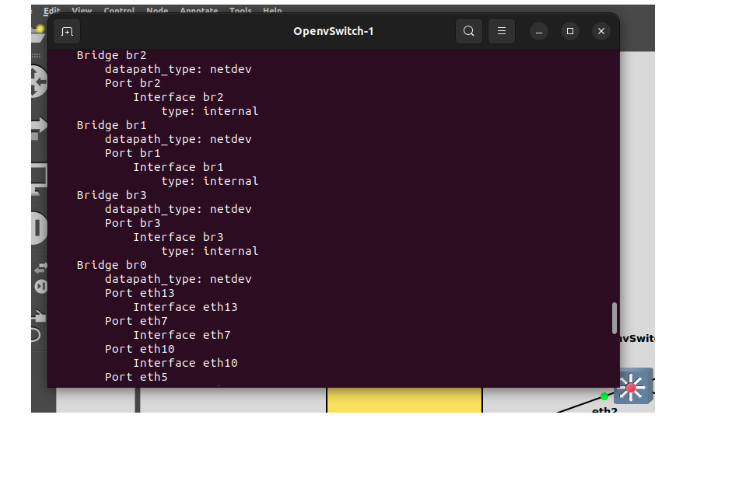 Edit View Control Node Annotate Tools Help
OpenvSwitch-1
Bridge br2
datapath_type: netdev
Port br2
Interface br2
type: internal
Bridge br1
datapath_type: netdev
Port br1
Interface br1
type: internal
Bridge br3
datapath_type: netdev
Port br3
Interface br3
type: internal
Bridge br0
datapath_type: netdev
Port eth13
Interface eth13
Port eth7
Interface eth7
Port eth10
Interface eth10
Port eth5
nvSwit
eth2